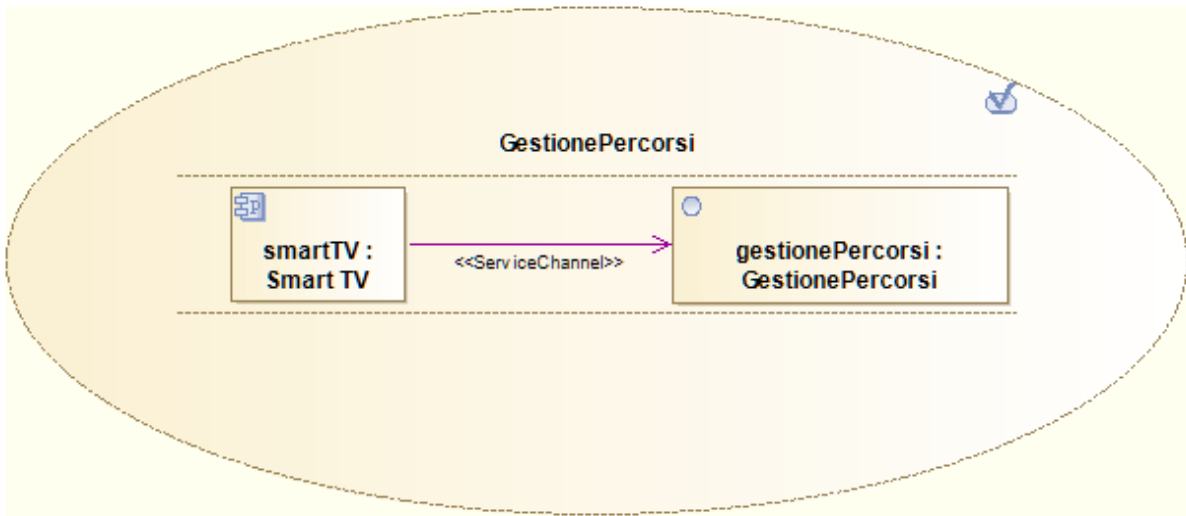 GestionePercorsi
smartTV :
Smart TV
<<ServiceChannel>>
gestionePercorsi :
GestionePercorsi